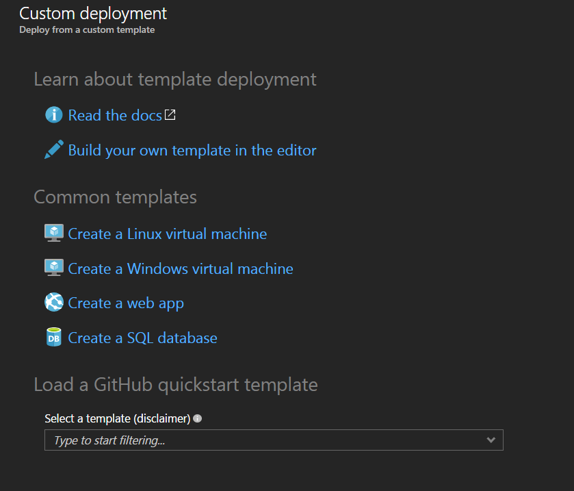 Custom deployment
Deploy from a custom template
Learn about template deployment
Read the docs
Build your own template in the editor
Common templates
Create a Linux virtual machine
Create a Windows virtual machine
Create a web app
DB Create a SQL database
Load a GitHub quickstart template
Select a template (disclaimer)
Type to start filtering...